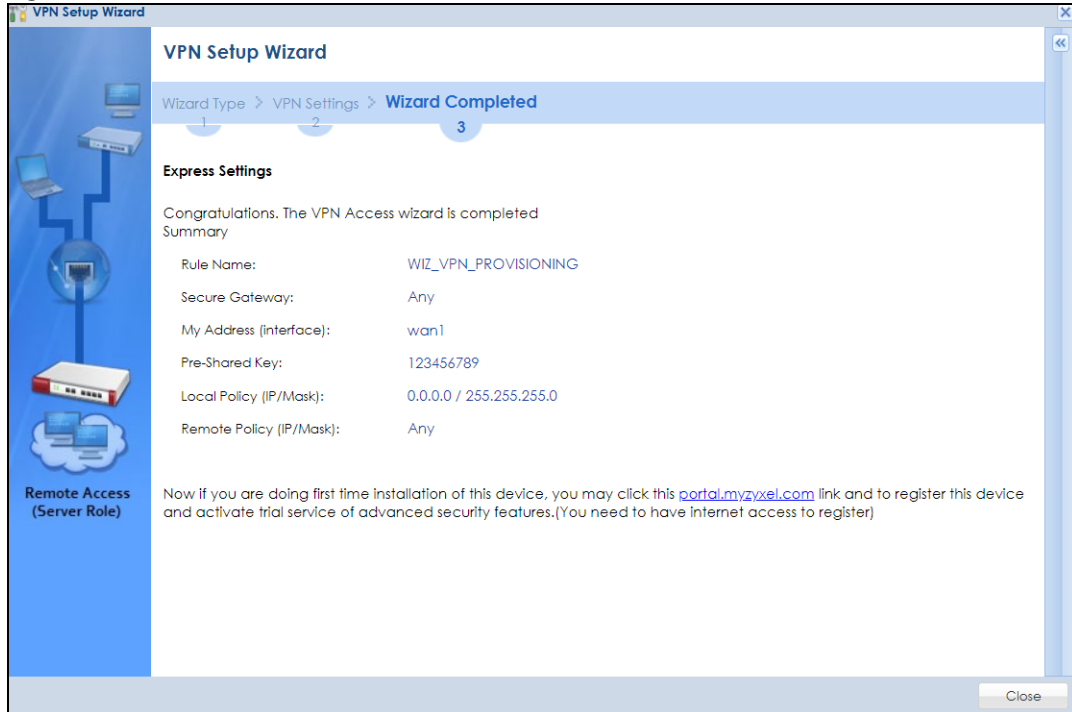 VPN Setup Wizard
VPN Setup Wizard
Wizard Type > VPN Settings > Wizard Completed
1 2 3
Express Settings
Congratulations. The VPN Access wizard is completed
Summary
Rule Name: WIZ_VPN_PROVISIONING
Secure Gateway: Any
My Address (interface): wan1
Pre-Shared Key: 123456789
Local Policy (IP/Mask): 0.0.0.0 / 255.255.255.0
Remote Policy (IP/Mask): Any
Remote Access
(Server Role)
Now if you are doing first time installation of this device, you may click this portal.myzyxel.com link and to register this device
and activate trial service of advanced security features.(You need to have internet access to register)
Close